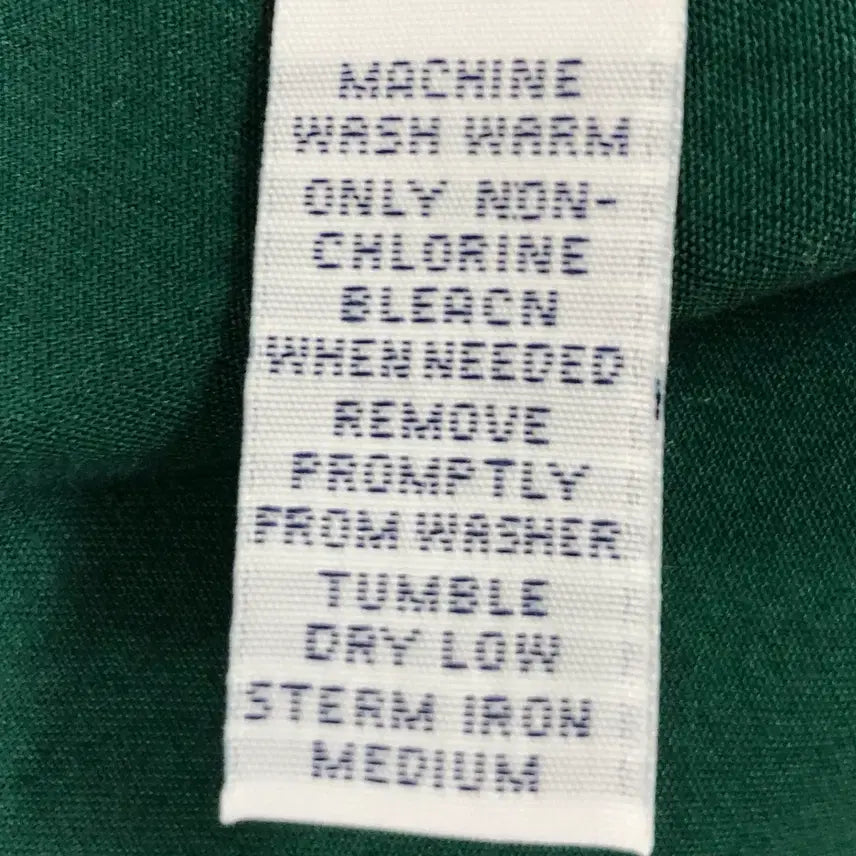 MACHINE
WASH WARM
ONLY NON-
CHLORINE
BLEACN
WHEN NEEDED
REMOVE
PROMPTLY
FROM WASHER
TUMBLE
DRY LOW
STERM IRON
MEDIUM